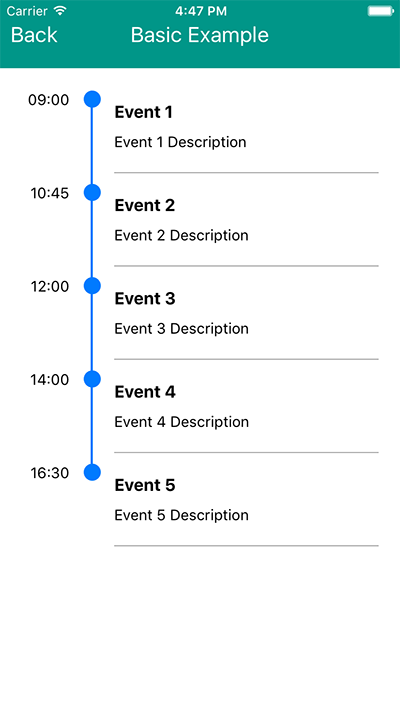 Carrier 4:47 PM
Back Basic Example
09:00 Event 1
Event 1 Description
10:45 Event 2
Event 2 Description
12:00 Event 3
Event 3 Description
14:00 Event 4
Event 4 Description
16:30 Event 5
Event 5 Description